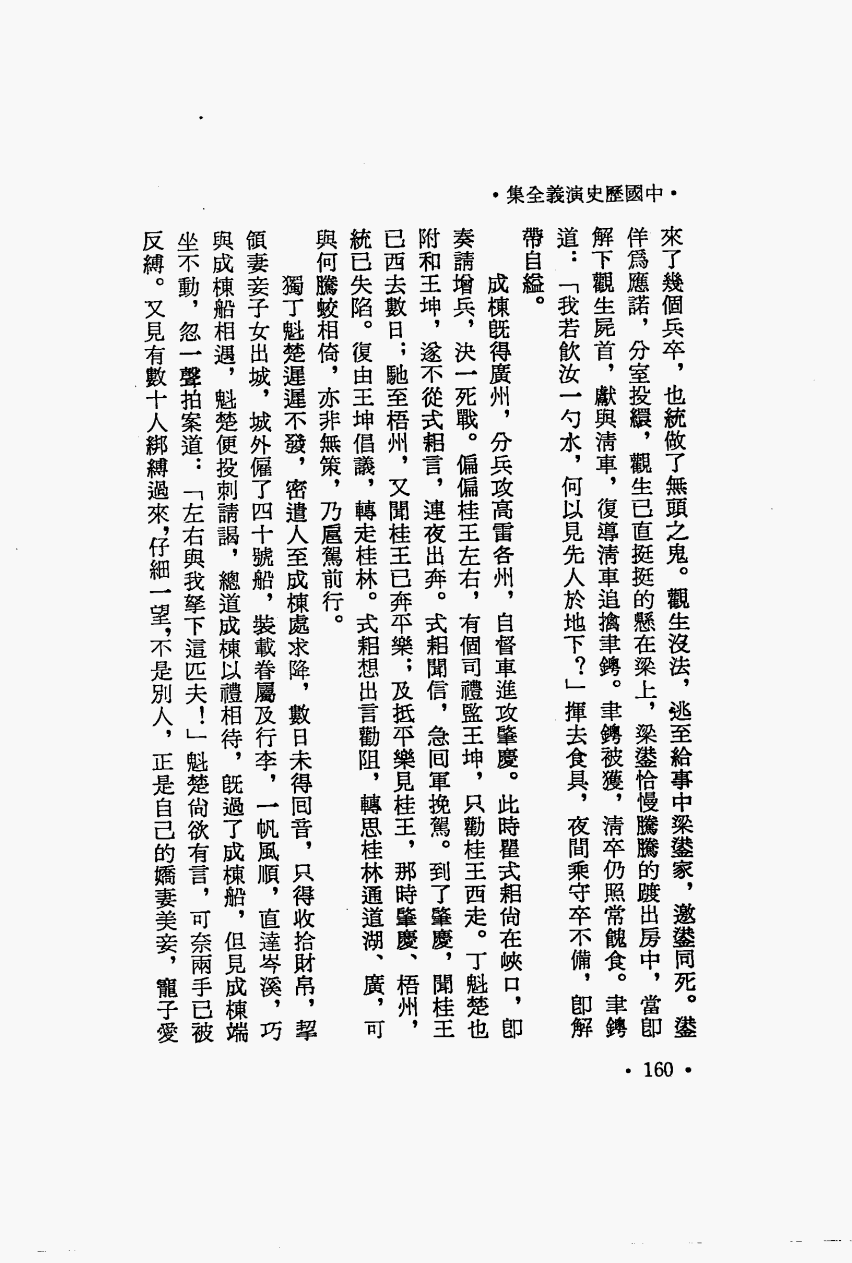 •中國歷史演義全集•
來了幾個兵卒，也統做了無頭之鬼。觀生沒法，逃至給事中梁鍙家，邀鍙同死。鍙
佯爲應諾，分室投繯，觀生已直挺挺的懸在梁上，梁鍙恰慢騰騰的踱出房中，當卽
解下觀生屍首，獻與淸軍，復導淸軍追擒聿鐭。聿鐭被獲，淸卒仍照常餽食。聿鐭
道：「我若飮汝一勺水，何以見先人於地下？」揮去食具，夜間乘守卒不備，卽解
帶自縊。
成棟旣得廣州，分兵攻高雷各州，自督軍進攻肇慶。此時瞿式耜尙在峽口，卽
奏請增兵，決一死戰。偏偏桂王左右，有個司禮監王坤，只勸桂王西走。丁魁楚也
附和王坤，遂不從式耜言，連夜出奔。式耜聞信，急囘軍挽駕。到了肇慶，聞桂王
已西去數日；馳至梧州，又聞桂王已奔平樂；及抵平樂見桂王，那時肇慶、梧州，
統已失陷。復由王坤倡議，轉走桂林。式耜想出言勸阻，轉思桂林通道湖、廣，可
與何騰蛟相倚，亦非無策，乃扈駕前行。
獨丁魁楚遲遲不發，密遣人至成棟處求降，數日未得囘音，只得收拾財帛，挈
領妻妾子女出城，城外僱了四十號船，裝載眷屬及行李，一帆風順，直達岑溪，巧
與成棟船相遇，魁楚便投刺請謁，總道成棟以禮相待，旣過了成棟船，但見成棟端
坐不動，忽一聲拍案道：「左右與我拏下這匹夫！」魁楚尙欲有言，可奈兩手已被
反縛。又見有數十人綁縛過來，仔細一望，不是別人，正是自己的嬌妻美妾，寵子愛
•160•